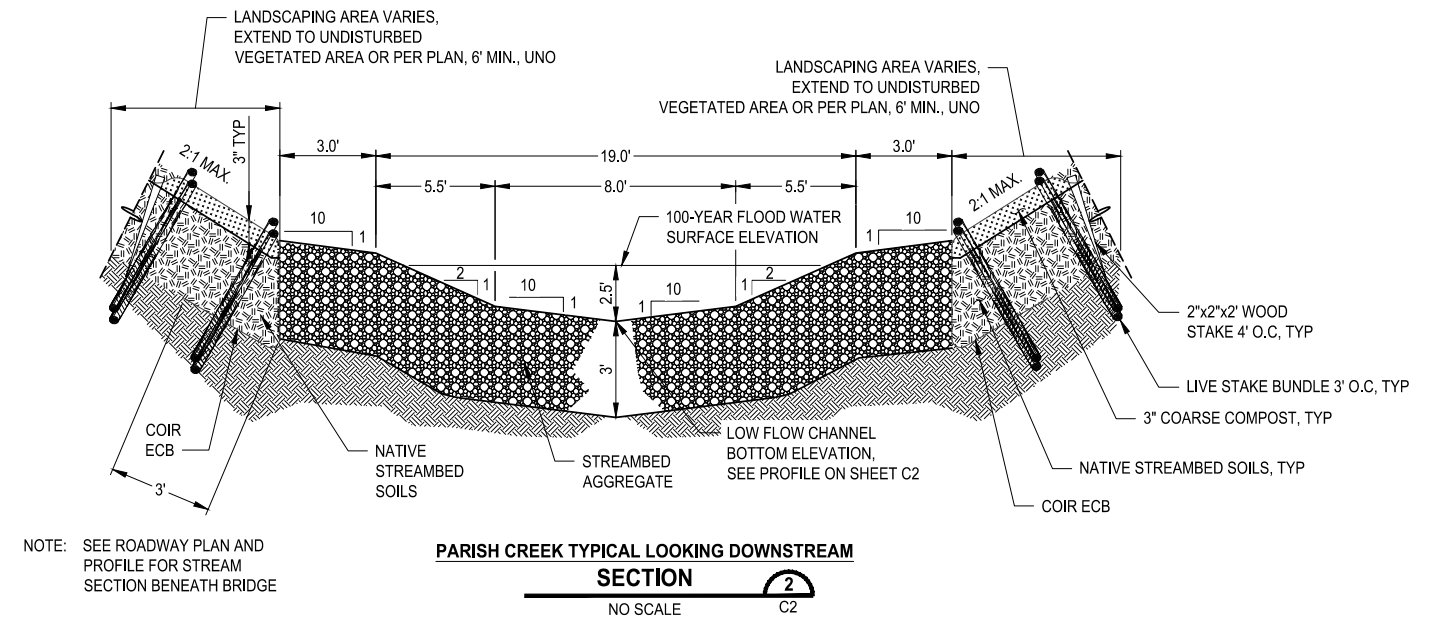 LANDSCAPING AREA VARIES,
EXTEND TO UNDISTURBED
VEGETATED AREA OR PER PLAN, 6' MIN., UNO
LANDSCAPING AREA VARIES,
EXTEND TO UNDISTURBED
VEGETATED AREA OR PER PLAN, 6' MIN., UNO
3" TYP
2:1 MAX.
3.0'
19.0'
3.0'
5.5'
8.0'
5.5'
2:1 MAX.
10
1
100-YEAR FLOOD WATER
SURFACE ELEVATION
10
1
2
1
10
1
2.5'
10
1
2
1
3'
2"x2"x2' WOOD
STAKE 4' O.C, TYP
LIVE STAKE BUNDLE 3' O.C, TYP
3" COARSE COMPOST, TYP
NATIVE STREAMBED SOILS, TYP
COIR ECB
COIR
ECB
3'
NATIVE
STREAMBED
SOILS
STREAMBED
AGGREGATE
LOW FLOW CHANNEL
BOTTOM ELEVATION,
SEE PROFILE ON SHEET C2
NOTE: SEE ROADWAY PLAN AND
PROFILE FOR STREAM
SECTION BENEATH BRIDGE
PARISH CREEK TYPICAL LOOKING DOWNSTREAM
SECTION
2
C2
NO SCALE